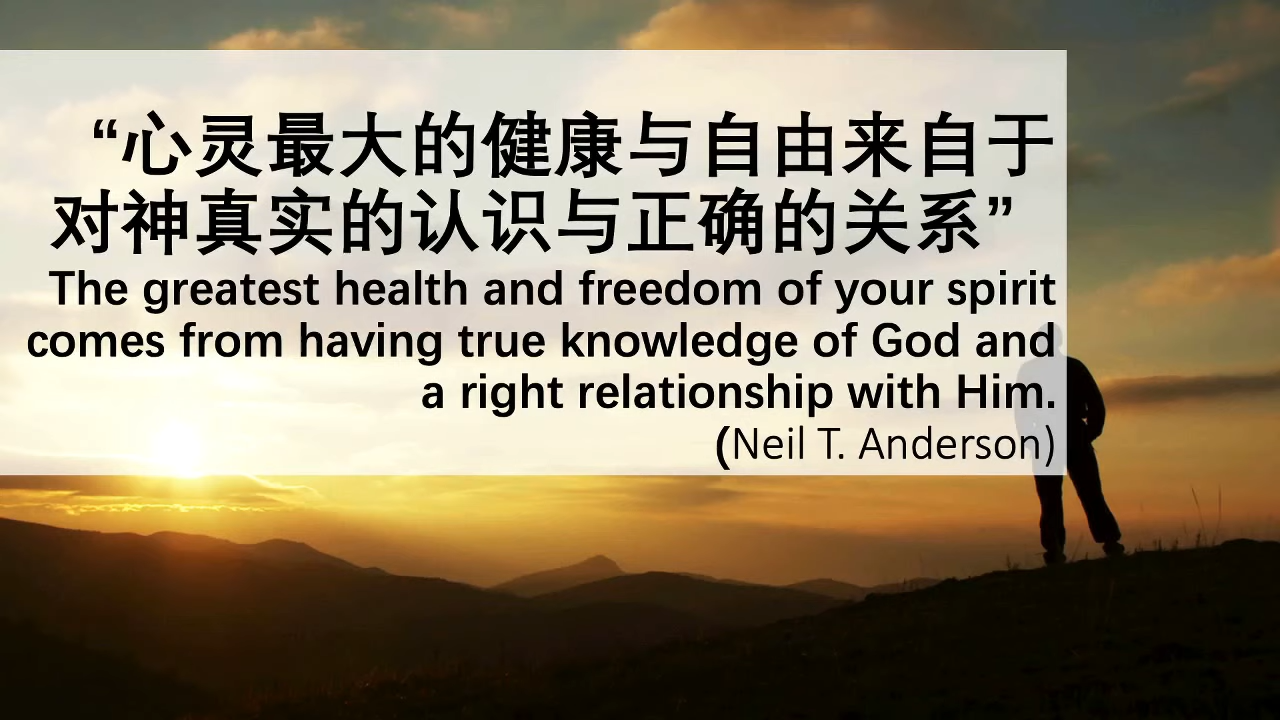 “心灵最大的健康与自由来自于
对神真实的认识与正确的关系”
The greatest health and freedom of your spirit
comes from having true knowledge of God and
a right relationship with Him.
(Neil T. Anderson)